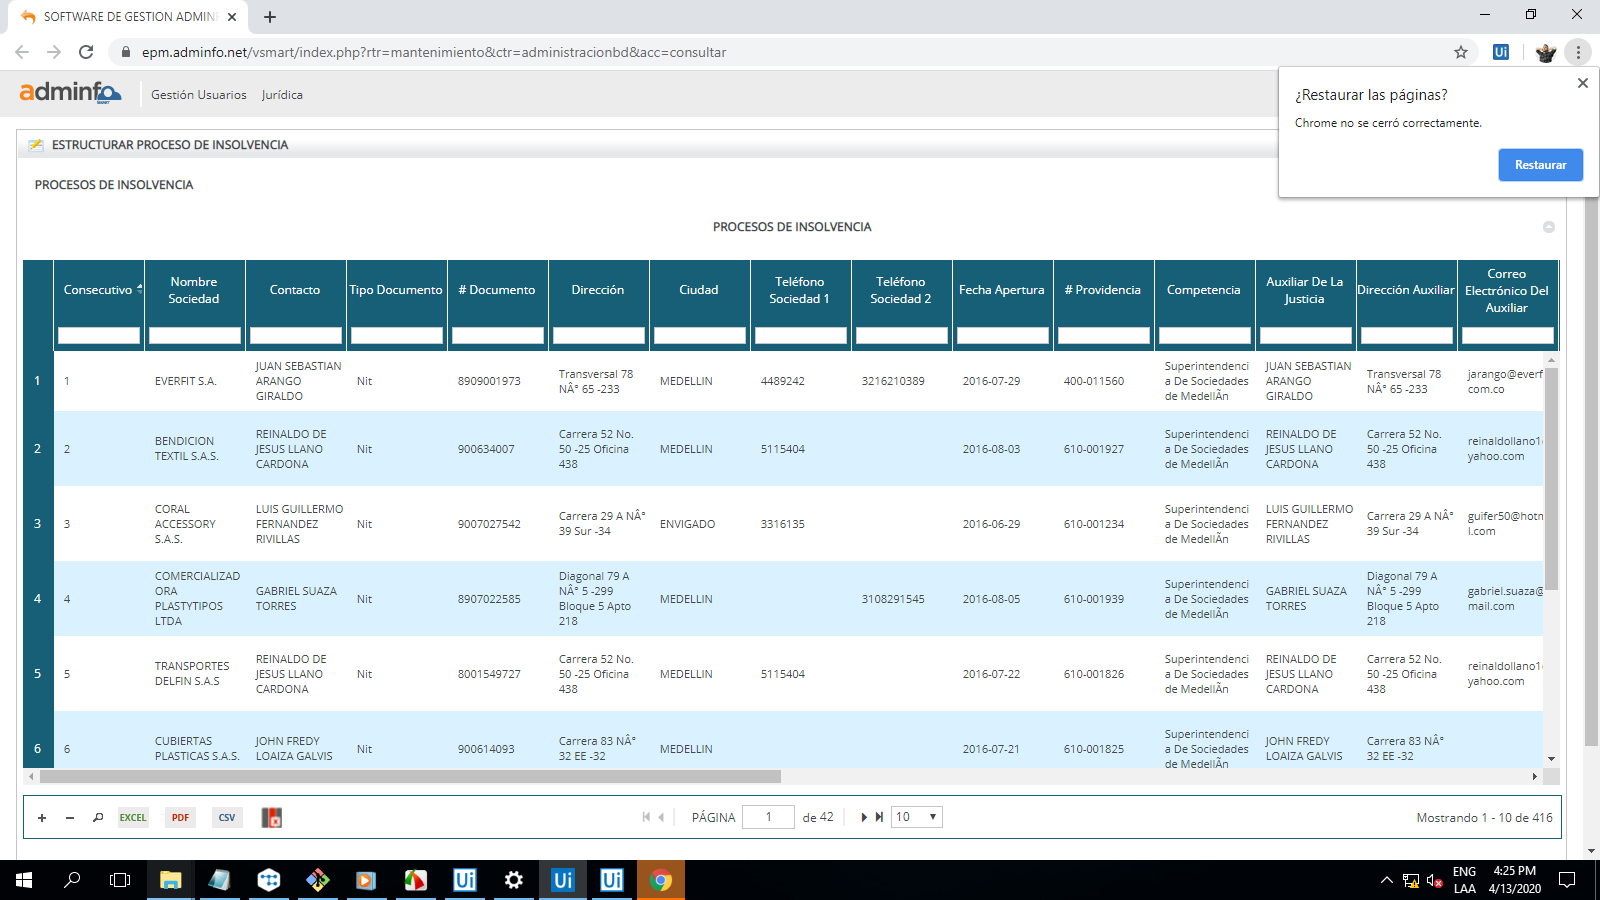 SOFTWARE DE GESTION ADMIN
epm.adminfo.net/vsmart/index.php?rtr=mantenimiento&ctr=administracionbd&acc=consultar
Ui
adminfo
Gestión Usuarios
Jurídica
¿Restaurar las páginas?
Chrome no se cerró correctamente.
Restaurar
ESTRUCTURAR PROCESO DE INSOLVENCIA
PROCESOS DE INSOLVENCIA
PROCESOS DE INSOLVENCIA
Consecutivo
Nombre
Sociedad
Contacto
Tipo Documento
# Documento
Dirección
Ciudad
Teléfono
Sociedad 1
Teléfono
Sociedad 2
Fecha Apertura
# Providencia
Competencia
Auxiliar De La
Justicia
Dirección Auxiliar
Correo
Electrónico Del
Auxiliar
1
1
EVERFIT S.A.
JUAN SEBASTIAN
ARANGO
GIRALDO
Nit
8909001973
Transversal 78
NÂ° 65 -233
MEDELLIN
4489242
3216210389
2016-07-29
400-011560
Superintendenci
a De Sociedades
de MedellÃn
JUAN SEBASTIAN
ARANGO
GIRALDO
Transversal 78
NÂ° 65 -233
jarango@everf
com.co
2
2
BENDICION
TEXTIL S.A.S.
REINALDO DE
JESUS LLANO
CARDONA
Nit
900634007
Carrera 52 No.
50 -25 Oficina
438
MEDELLIN
5115404
2016-08-03
610-001927
Superintendenci
a De Sociedades
de MedellÃn
REINALDO DE
JESUS LLANO
CARDONA
Carrera 52 No.
50 -25 Oficina
438
reinaldollano1
yahoo.com
3
3
CORAL
ACCESSORY
S.A.S.
LUIS GUILLERMO
FERNANDEZ
RIVILLAS
Nit
9007027542
Carrera 29 A NÂ°
39 Sur -34
ENVIGADO
3316135
2016-06-29
610-001234
Superintendenci
a De Sociedades
de MedellÃn
LUIS GUILLERMO
FERNANDEZ
RIVILLAS
Carrera 29 A NÂ°
39 Sur -34
guifer50@hotm
l.com
4
4
COMERCIALIZAD
ORA
PLASTYTIPOS
LTDA
GABRIEL SUAZA
TORRES
Nit
8907022585
Diagonal 79 A
NÂ° 5 -299
Bloque 5 Apto
218
MEDELLIN
3108291545
2016-08-05
610-001939
Superintendenci
a De Sociedades
de MedellÃn
GABRIEL SUAZA
TORRES
Diagonal 79 A
NÂ° 5 -299
Bloque 5 Apto
218
gabriel.suaza@
mail.com
5
5
TRANSPORTES
DELFIN S.A.S
REINALDO DE
JESUS LLANO
CARDONA
Nit
8001549727
Carrera 52 No.
50 -25 Oficina
438
MEDELLIN
5115404
2016-07-22
610-001826
Superintendenci
a De Sociedades
de MedellÃn
REINALDO DE
JESUS LLANO
CARDONA
Carrera 52 No.
50 -25 Oficina
438
reinaldollano1
yahoo.com
6
6
CUBIERTAS
PLASTICAS S.A.S.
JOHN FREDY
LOAIZA GALVIS
Nit
900614093
Carrera 83 NÂ°
32 EE -32
MEDELLIN
2016-07-21
610-001825
Superintendenci
a De Sociedades
de MedellÃn
JOHN FREDY
LOAIZA GALVIS
Carrera 83 NÂ°
32 EE -32
EXCEL
PDF
CSV
PÁGINA 1 de 42
10
Mostrando 1 - 10 de 416
Ui
Ui
Ui
ENG
LAA
4:25 PM
4/13/2020